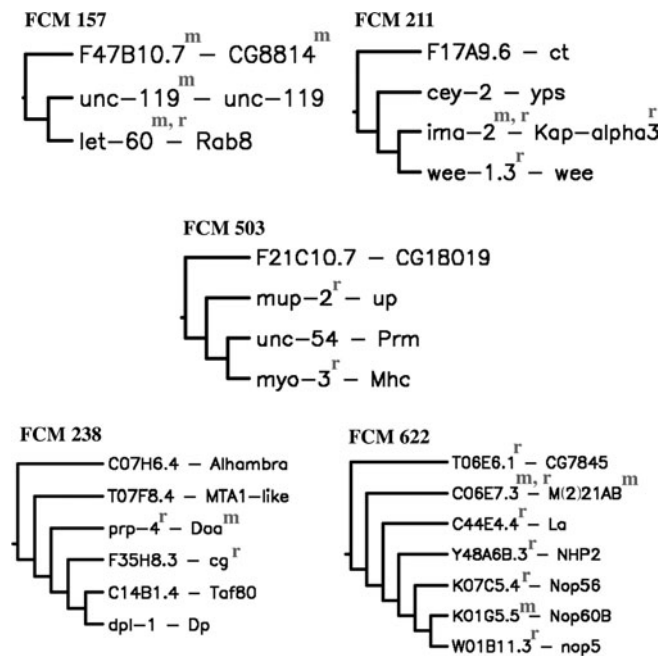 FCM 157
F47B10.7m – CG8814m
unc-119m – unc-119
let-60m, r – Rab8
FCM 211
F17A9.6 – ct
cey-2 – yps
ima-2m, r – Kap-alpha3r
wee-1.3r – wee
FCM 503
F21C10.7 – CG18019
mup-2r – up
unc-54 – Prm
myo-3r – Mhc
FCM 238
C07H6.4 – Alhambra
T07F8.4 – MTA1-like
prp-4r – Doam
F35H8.3 – cgr
C14B1.4 – Taf80
dpl-1 – Dp
FCM 622
T06E6.1r – CG7845
C06E7.3m, r – M(2)21ABm
C44E4.4r – La
Y48A6B.3r – NHP2
K07C5.4r – Nop56
K01G5.5m – Nop60B
W01B11.3r – nop5